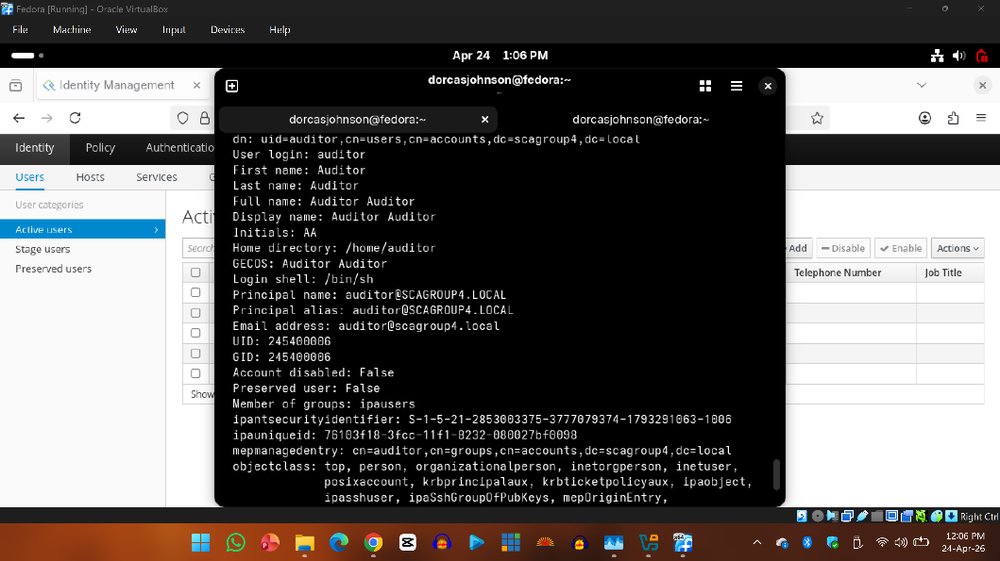 Fedora [Running] - Oracle VirtualBox
File Machine View Input Devices Help
Apr 24 1:06 PM
Identity Management
dorcasjohnson@fedora:~
~
dorcasjohnson@fedora:~
dorcasjohnson@fedora:~
Identity Policy Authenticatio
Users Hosts Services
User categories
Active users
Stage users
Preserved users
Acti
Search
Add Disable Enable Actions
Telephone Number Job Title
Show
dn: uid=auditor,cn=users,cn=accounts,dc=scagroup4,dc=local
User login: auditor
First name: Auditor
Last name: Auditor
Full name: Auditor Auditor
Display name: Auditor Auditor
Initials: AA
Home directory: /home/auditor
GECOS: Auditor Auditor
Login shell: /bin/sh
Principal name: auditor@SCAGROUP4.LOCAL
Principal alias: auditor@SCAGROUP4.LOCAL
Email address: auditor@scagroup4.local
UID: 245400006
GID: 245400006
Account disabled: False
Preserved user: False
Member of groups: ipausers
ipantsecurityidentifier: S-1-5-21-2853003375-3777079374-1793291063-1006
ipauniqueid: 76103f18-3fcc-11f1-8232-080027bf0098
mepmanagedentry: cn=auditor,cn=groups,cn=accounts,dc=scagroup4,dc=local
objectclass: top, person, organizationalperson, inetorgperson, inetuser,
posixaccount, krbprincipalaux, krbticketpolicyaux, ipaobject,
ipasshuser, ipaSshGroupOfPubKeys, mepOriginEntry,
Right Ctrl
12:06 PM
24-Apr-26